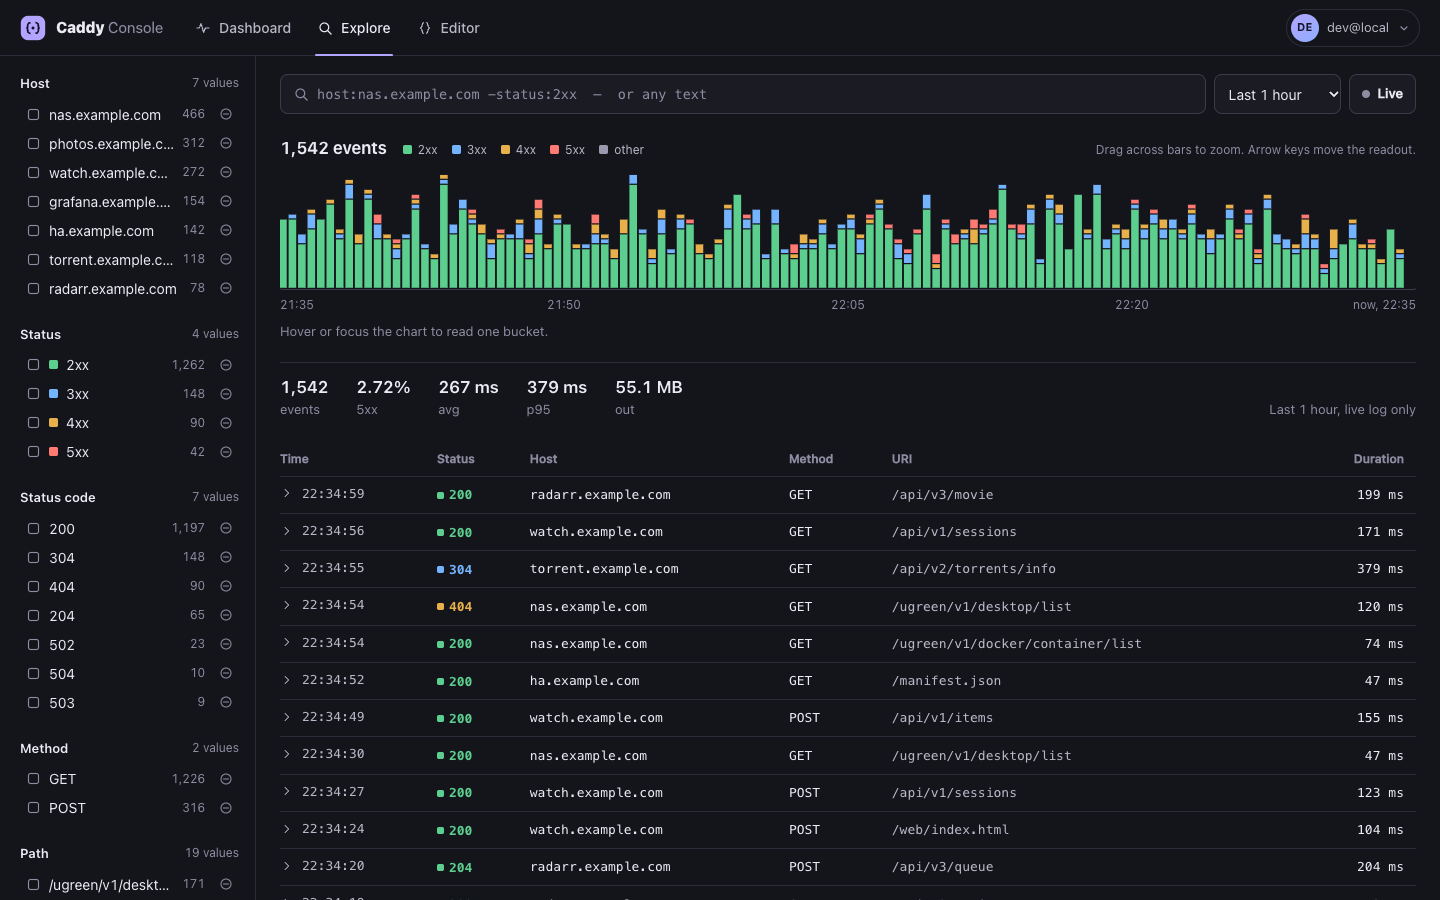 Caddy Console
Dashboard
Explore
Editor
DE
dev@local
Host
7 values
nas.example.com
466
photos.example.c...
312
watch.example.c...
272
grafana.example....
154
ha.example.com
142
torrent.example.c...
118
radarr.example.com
78
Status
4 values
2xx
1,262
3xx
148
4xx
90
5xx
42
Status code
7 values
200
1,197
304
148
404
90
204
65
502
23
504
10
503
9
Method
2 values
GET
1,226
POST
316
Path
19 values
/ugreen/v1/deskt...
171
host:nas.example.com −status:2xx — or any text
Last 1 hour
Live
1,542 events
2xx
3xx
4xx
5xx
other
Drag across bars to zoom. Arrow keys move the readout.
21:35
21:50
22:05
22:20
now, 22:35
Hover or focus the chart to read one bucket.
1,542
2.72%
267 ms
379 ms
55.1 MB
events
5xx
avg
p95
out
Last 1 hour, live log only
Time Status Host Method URI Duration
22:34:59 200 radarr.example.com GET /api/v3/movie 199 ms
22:34:56 200 watch.example.com GET /api/v1/sessions 171 ms
22:34:55 304 torrent.example.com GET /api/v2/torrents/info 379 ms
22:34:54 404 nas.example.com GET /ugreen/v1/desktop/list 120 ms
22:34:54 200 nas.example.com GET /ugreen/v1/docker/container/list 74 ms
22:34:52 200 ha.example.com GET /manifest.json 47 ms
22:34:49 200 watch.example.com POST /api/v1/items 155 ms
22:34:30 200 nas.example.com GET /ugreen/v1/desktop/list 47 ms
22:34:27 200 watch.example.com POST /api/v1/sessions 123 ms
22:34:24 200 watch.example.com POST /web/index.html 104 ms
22:34:20 204 radarr.example.com POST /api/v3/queue 204 ms